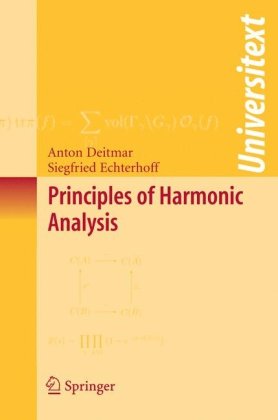 Universitext
Anton Deitmar
Siegfried Echterhoff
Principles of Harmonic
Analysis
C(A) C(A)
C(B) C(B)
Springer